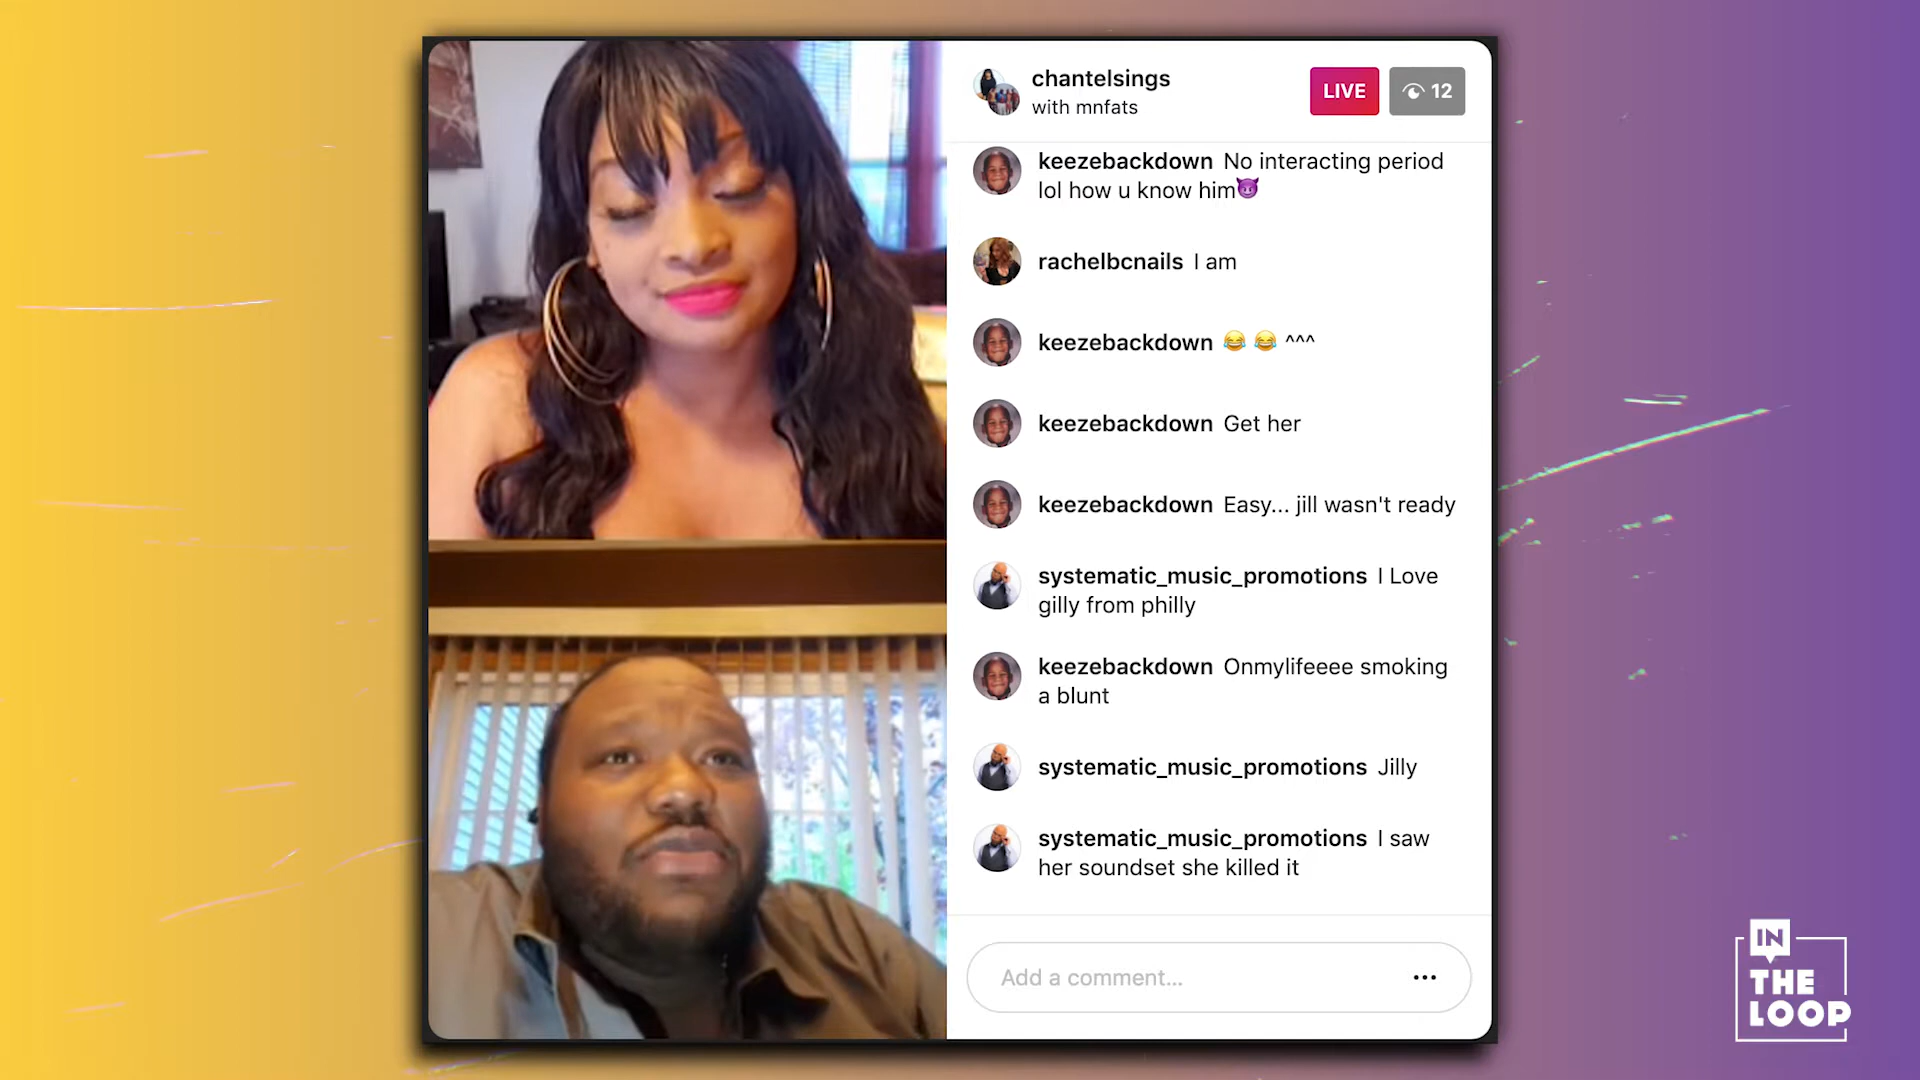 chantelsings
with mnfats
LIVE
12
keezebackdown No interacting period
lol how u know him😈
rachelbcnails I am
keezebackdown 😂 😂 ^^^
keezebackdown Get her
keezebackdown Easy... jill wasn't ready
systematic_music_promotions I Love
gilly from philly
keezebackdown Onmylifeeee smoking
a blunt
systematic_music_promotions Jilly
systematic_music_promotions I saw
her soundset she killed it
Add a comment...
IN
THE
LOOP